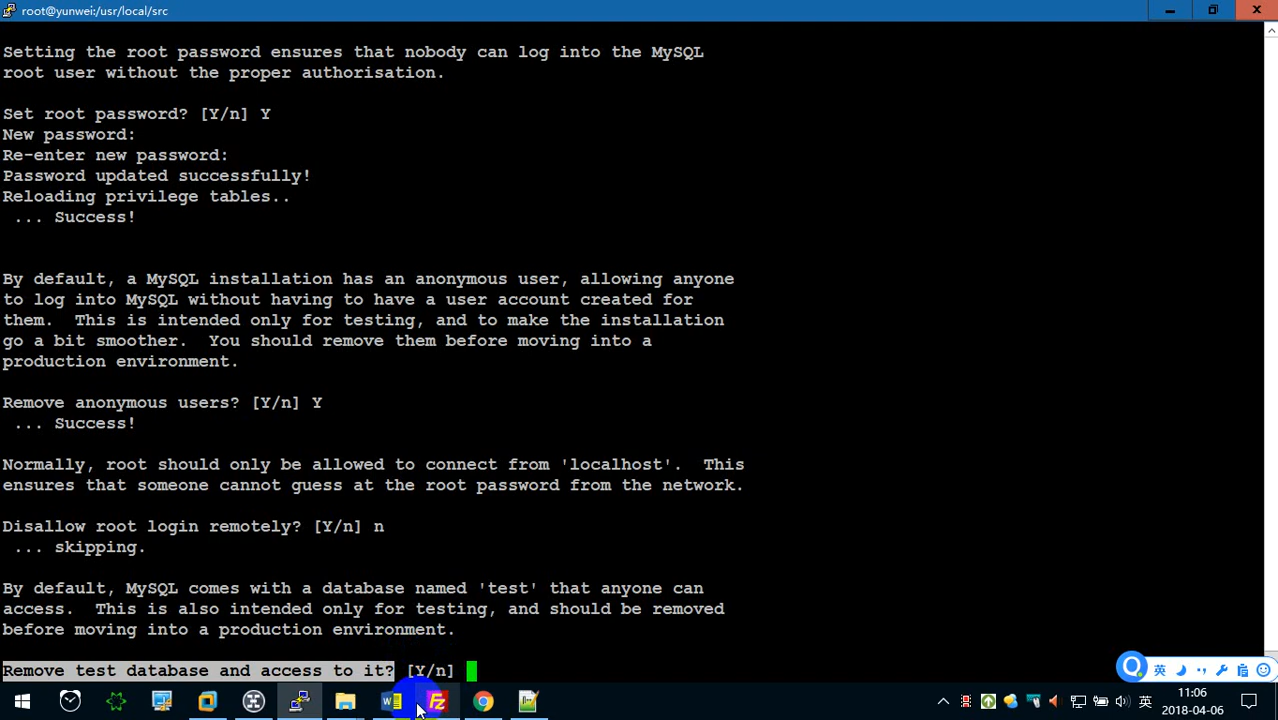 root@yunwei:/usr/local/src
Setting the root password ensures that nobody can log into the MySQL
root user without the proper authorisation.
Set root password? [Y/n] Y
New password:
Re-enter new password:
Password updated successfully!
Reloading privilege tables..
... Success!
By default, a MySQL installation has an anonymous user, allowing anyone
to log into MySQL without having to have a user account created for
them.  This is intended only for testing, and to make the installation
go a bit smoother.  You should remove them before moving into a
production environment.
Remove anonymous users? [Y/n] Y
... Success!
Normally, root should only be allowed to connect from 'localhost'.  This
ensures that someone cannot guess at the root password from the network.
Disallow root login remotely? [Y/n] n
... skipping.
By default, MySQL comes with a database named 'test' that anyone can
access.  This is also intended only for testing, and should be removed
before moving into a production environment.
Remove test database and access to it? [Y/n]
英
英
11:06
2018-04-06